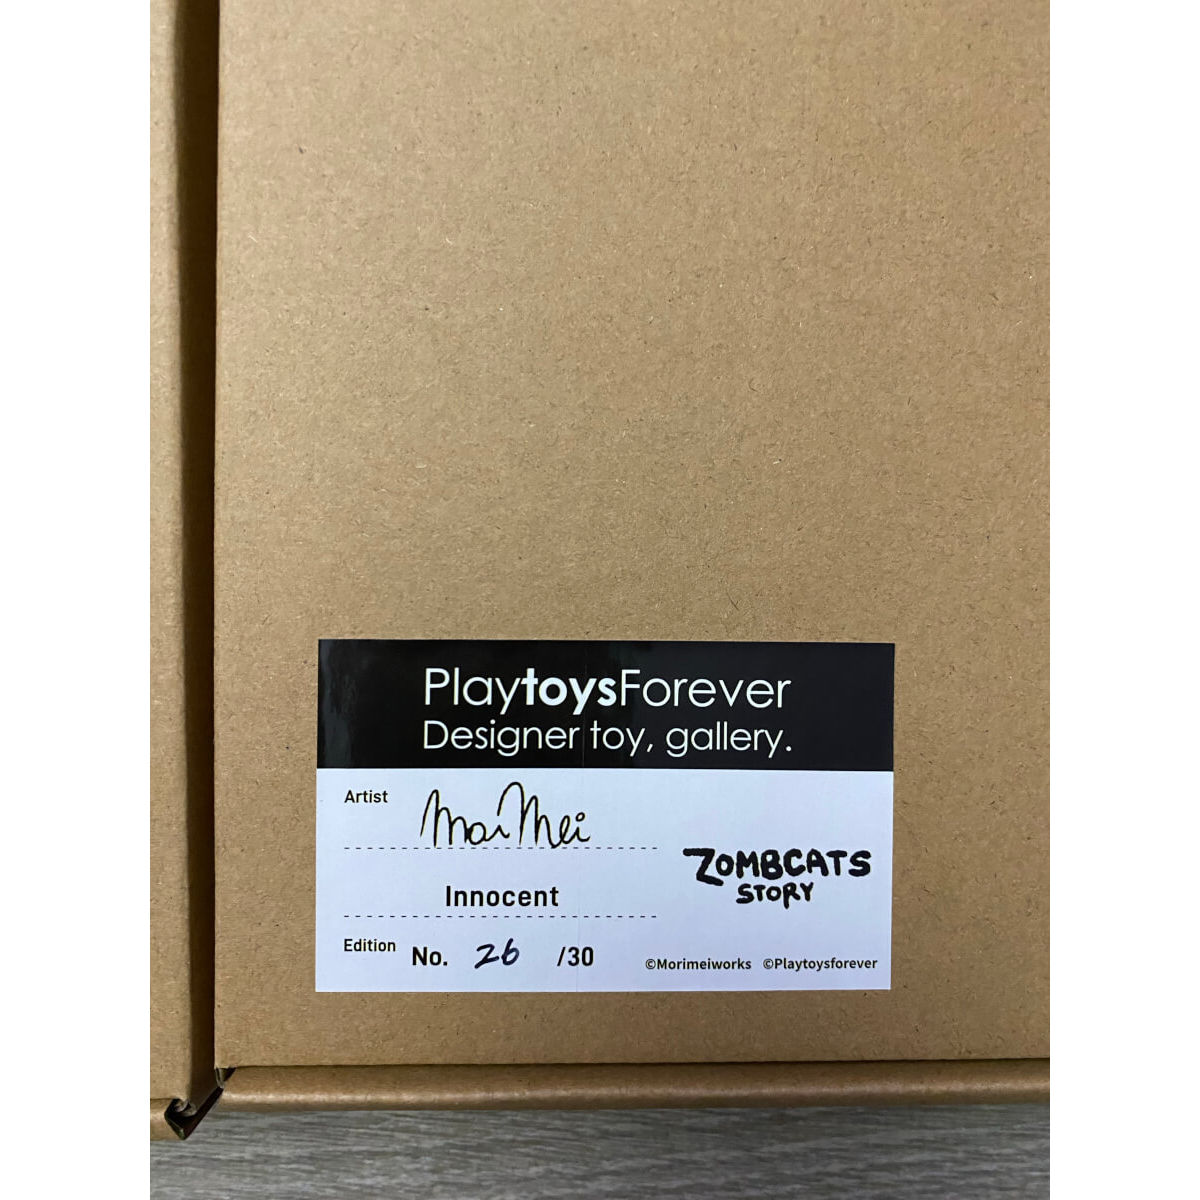 PlaytoysForever
Designer toy, gallery.
Artist
MoriMei
Innocent
ZOMBCATS
STORY
Edition No. 26 /30
©Morimeiworks ©Playtoysforever